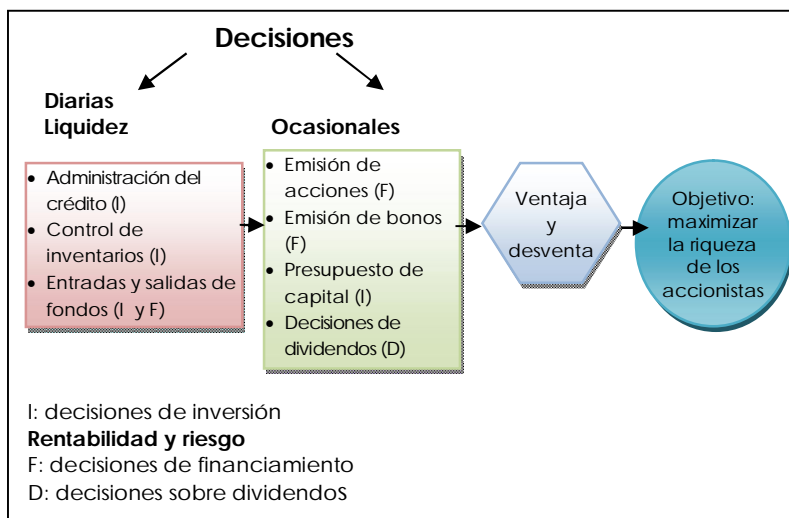 Decisiones
Diarias
Liquidez
Ocasionales
• Administración del
crédito (I)
• Control de
inventarios (I)
• Entradas y salidas de
fondos (I y F)
• Emisión de
acciones (F)
• Emisión de bonos
(F)
• Presupuesto de
capital (I)
• Decisiones de
dividendos (D)
Ventaja
y
desventa
Objetivo:
maximizar
la riqueza
de los
accionistas
I: decisiones de inversión
Rentabilidad y riesgo
F: decisiones de financiamiento
D: decisiones sobre dividendos